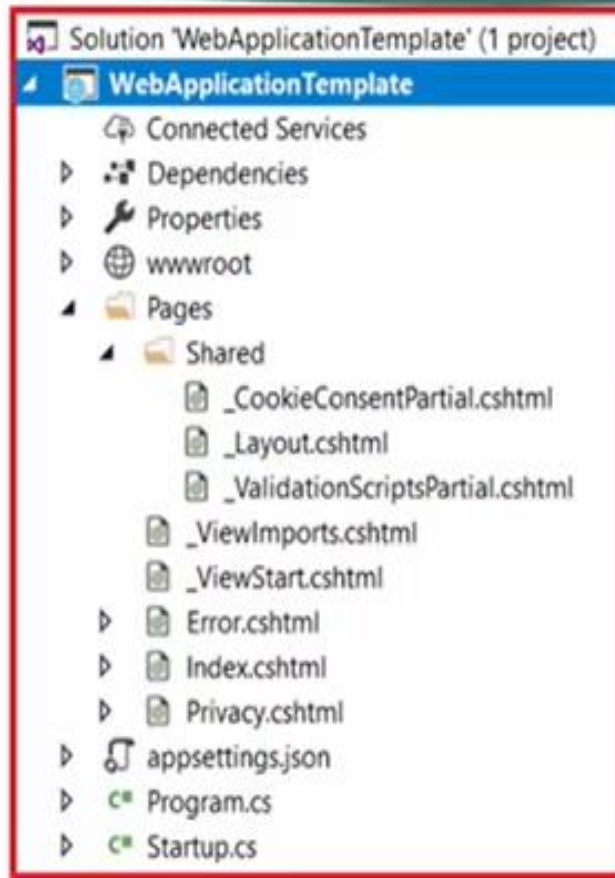 Solution 'WebApplicationTemplate' (1 project)
WebApplicationTemplate
Connected Services
Dependencies
Properties
wwwroot
Pages
Shared
_CookieConsentPartial.cshtml
_Layout.cshtml
_ValidationScriptsPartial.cshtml
_ViewImports.cshtml
_ViewStart.cshtml
Error.cshtml
Index.cshtml
Privacy.cshtml
appsettings.json
C# Program.cs
C# Startup.cs